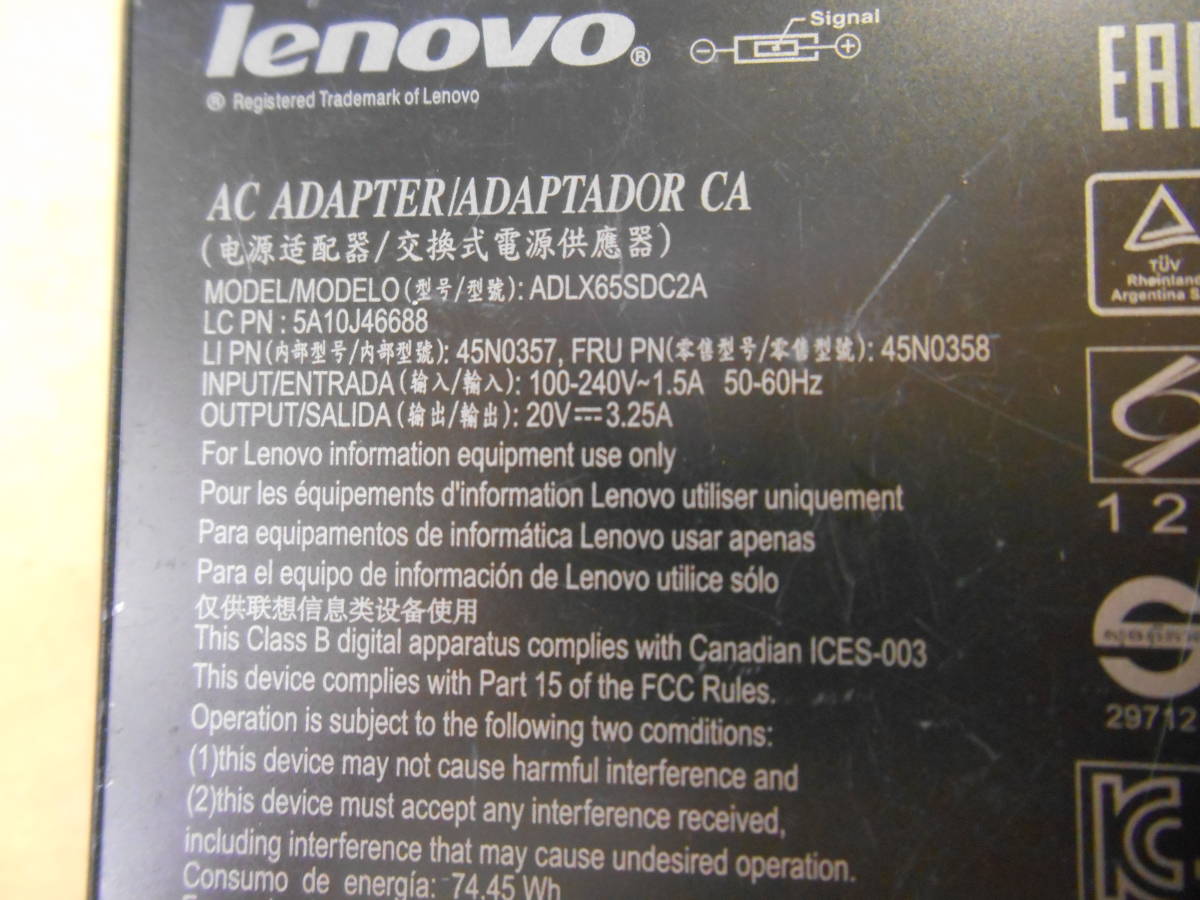 lenovo®
Signal
® Registered Trademark of Lenovo
EAC
AC ADAPTER/ADAPTADOR CA
(电源适配器/交換式電源供應器)
MODEL/MODELO(型号/型號): ADLX65SDC2A
LC PN : 5A10J46688
LI PN(内部型号/内部型號): 45N0357, FRU PN(零售型号/零售型號): 45N0358
INPUT/ENTRADA(输入/輸入): 100-240V~1.5A 50-60Hz
OUTPUT/SALIDA(输出/輸出): 20V⎓3.25A
For Lenovo information equipment use only
Pour les équipements d'information Lenovo utiliser uniquement
Para equipamentos de informática Lenovo usar apenas
Para el equipo de información de Lenovo utilice sólo
仅供联想信息类设备使用
This Class B digital apparatus complies with Canadian ICES-003
This device complies with Part 15 of the FCC Rules.
Operation is subject to the following two comditions:
(1)this device may not cause harmful interference and
(2)this device must accept any interference received,
including interference that may cause undesired operation.
Consumo de energía: 74,45 Wh
TÜV
Rheinland
Argentina S
1 2
29712